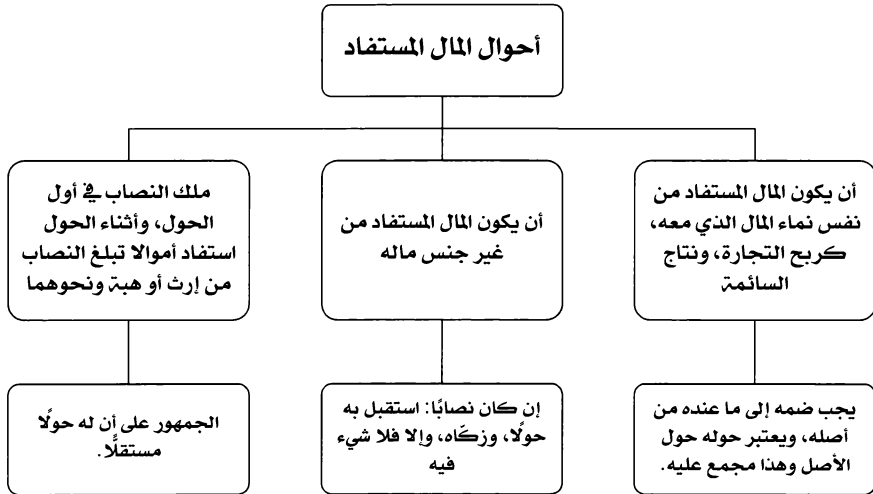 أحوال المال المستفاد
أن يكون المال المستفاد من
نفس نماء المال الذي معه،
كربح التجارة، ونتاج
السائمة
أن يكون المال المستفاد من
غير جنس ماله
ملك النصاب في أول
الحول، وأثناء الحول
استفاد أموالا تبلغ النصاب
من إرث أو هبة ونحوهما
يجب ضمه إلى ما عنده من
أصله، ويعتبر حوله حول
الأصل وهذا مجمع عليه.
إن كان نصابًا: استقبل به
حولًا، وزكَّاه، وإلا فلا شيء
فيه
الجمهور على أن له حولًا
مستقلًّا.